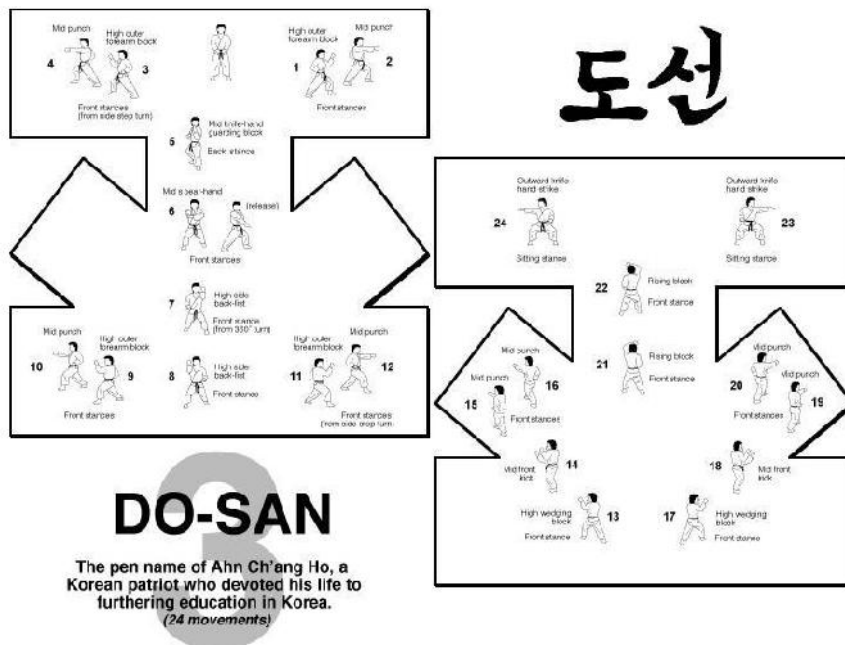 Mid punch
4
High outer
forearm block
3
Front stances
(from side step turn)
High outer
forearm block
1
Mid punch
2
Front stances
5
Mid knife-hand
guarding block
Back stance
Mid spear-hand
6
(release)
Front stances
7
High side
back-fist
Front stance
(from 360° turn)
Mid punch
10
High outer
forearm block
9
Front stances
8
High side
back-fist
Front stance
High outer
forearm block
11
Mid punch
12
Front stances
(from side step turn)
도선
Outward knife
hand strike
24
Sitting stance
Outward knife
hand strike
23
Sitting stance
22
Rising block
Front stance
21
Rising block
Front stance
Mid punch
16
Mid punch
15
Front stances
Mid punch
20
Mid punch
19
Front stances
Mid front
kick
14
18
Mid front
kick
High wedging
block
13
Front stance
17
High wedging
block
Front stance
3
DO-SAN
The pen name of Ahn Ch'ang Ho, a
Korean patriot who devoted his life to
furthering education in Korea.
(24 movements)